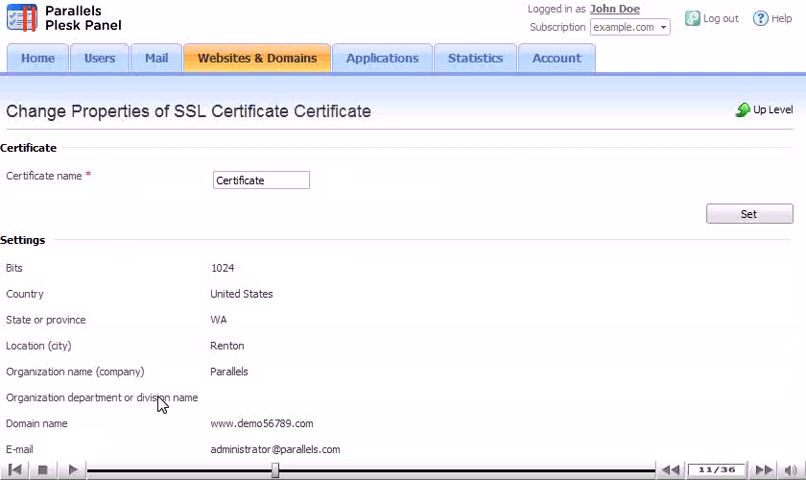 Parallels
Plesk Panel
Logged in as John Doe
Subscription example.com
Log out
Help
Home
Users
Mail
Websites & Domains
Applications
Statistics
Account
Change Properties of SSL Certificate Certificate
Up Level
Certificate
Certificate name * Certificate
Set
Settings
Bits 1024
Country United States
State or province WA
Location (city) Renton
Organization name (company) Parallels
Organization department or division name
Domain name www.demo56789.com
E-mail administrator@parallels.com
11/36